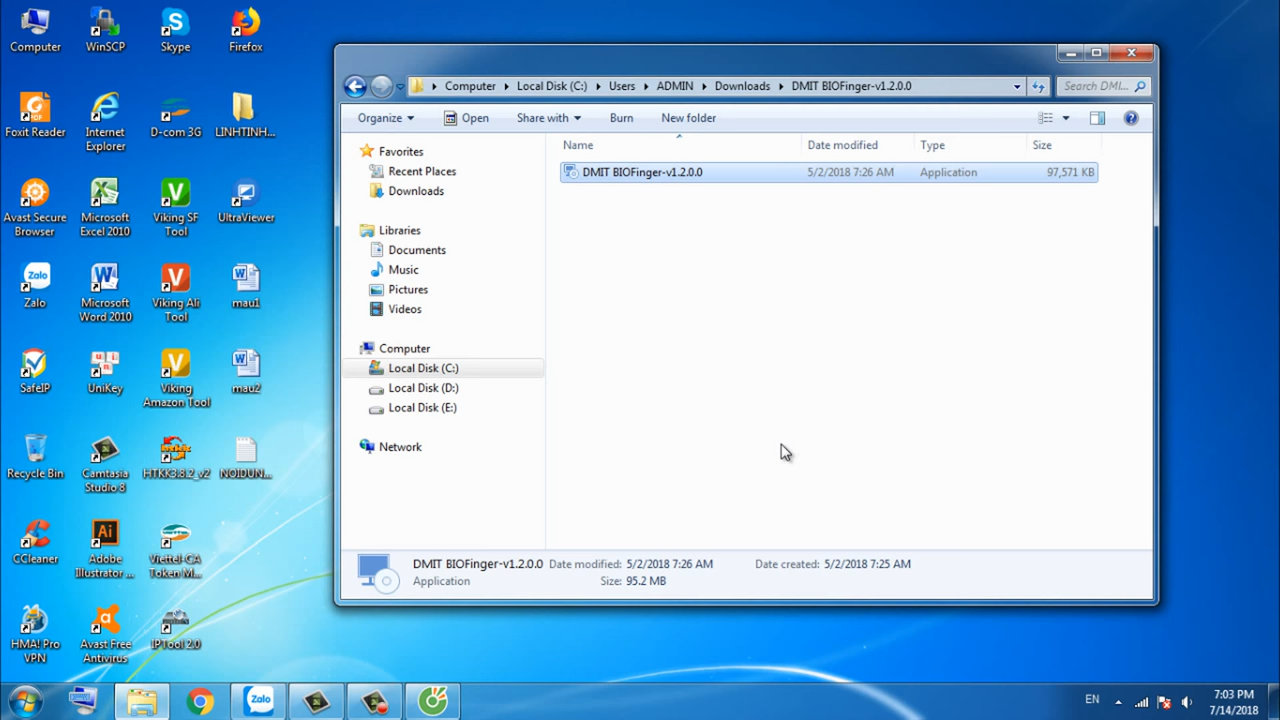 Computer
WinSCP
Skype
Firefox
Foxit Reader
Internet
Explorer
D-com 3G
LINHTINH...
Avast Secure
Browser
Microsoft
Excel 2010
Viking SF
Tool
UltraViewer
Zalo
Zalo
Microsoft
Word 2010
Viking Ali
Tool
mau1
SafeIP
UniKey
Viking
Amazon Tool
mau2
Recycle Bin
Camtasia
Studio 8
HTKK3.8.2_v2
NOIDUN...
CCleaner
Ai
Adobe
Illustrator ...
Viettel-CA
Token M...
HMA! Pro
VPN
Avast Free
Antivirus
IPTool 2.0
Computer
Local Disk (C:)
Users
ADMIN
Downloads
DMIT BIOFinger-v1.2.0.0
Search DMI...
Organize
Open
Share with
Burn
New folder
Favorites
Recent Places
Downloads
Libraries
Documents
Music
Pictures
Videos
Computer
Local Disk (C:)
Local Disk (D:)
Local Disk (E:)
Network
Name
Date modified
Type
Size
DMIT BIOFinger-v1.2.0.0
5/2/2018 7:26 AM
Application
97,571 KB
DMIT BIOFinger-v1.2.0.0 Date modified: 5/2/2018 7:26 AM
Date created: 5/2/2018 7:25 AM
Application
Size: 95.2 MB
Zalo
EN
7:03 PM
7/14/2018